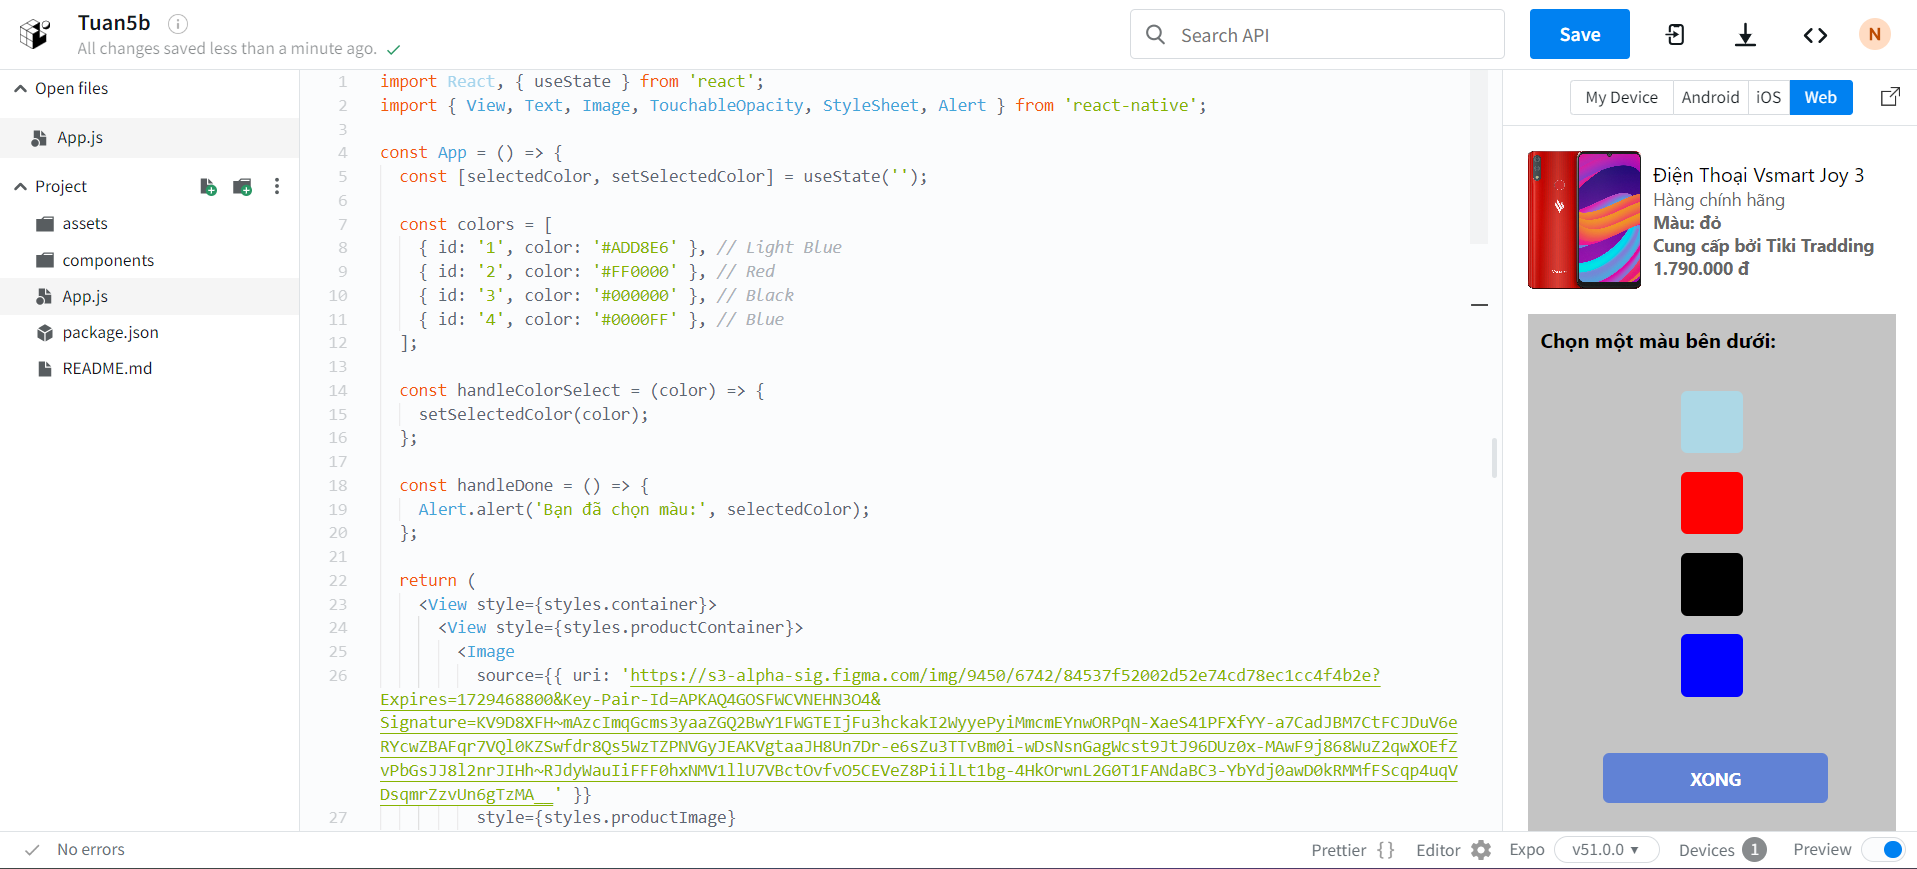 Tuan5b
All changes saved less than a minute ago.
Search API
Save
N
Open files
App.js
Project
assets
components
App.js
package.json
README.md
1 import React, { useState } from 'react';
2 import { View, Text, Image, TouchableOpacity, StyleSheet, Alert } from 'react-native';
3
4 const App = () => {
5 const [selectedColor, setSelectedColor] = useState('');
6
7 const colors = [
8 { id: '1', color: '#ADD8E6' }, // Light Blue
9 { id: '2', color: '#FF0000' }, // Red
10 { id: '3', color: '#000000' }, // Black
11 { id: '4', color: '#0000FF' }, // Blue
12 ];
13
14 const handleColorSelect = (color) => {
15 setSelectedColor(color);
16 };
17
18 const handleDone = () => {
19 Alert.alert('Bạn đã chọn màu:', selectedColor);
20 };
21
22 return (
23 <View style={styles.container}>
24 <View style={styles.productContainer}>
25 <Image
26 source={{ uri: 'https://s3-alpha-sig.figma.com/img/9450/6742/84537f52002d52e74cd78ec1cc4f4b2e?
Expires=1729468800&Key-Pair-Id=APKAQ4GOSFWCVNEHN3O4&
Signature=KV9D8XFH~mAzcImqGcms3yaaZGQ2BwY1FWGTEIjFu3hckakI2WyyePyiMmcmEYnwORPqN-XaeS41PFXfYY-a7CadJBM7CtFCJDuV6e
RYcwZBAFqr7VQl0KZSwfdr8Qs5WzTZPNVGyJEAKVgtaaJH8Un7Dr-e6sZu3TTvBm0i-wDsNsnGagWcst9JtJ96DUz0x-MAwF9j868WuZ2qwXOEfZ
vPbGsJJ8l2nrJIHh~RJdyWauIiFFF0hxNMV1llU7VBctOvfvO5CEVeZ8PiilLt1bg-4HkOrwnL2G0T1FANdaBC3-YbYdj0awD0kRMMfFScqp4uqV
DsqmrZzvUn6gTzMA__' }}
27 style={styles.productImage}
My Device
Android
iOS
Web
Điện Thoại Vsmart Joy 3
Hàng chính hãng
Màu: đỏ
Cung cấp bởi Tiki Tradding
1.790.000 đ
Chọn một màu bên dưới:
XONG
No errors
Prettier { }
Editor
Expo
v51.0.0
Devices 1
Preview